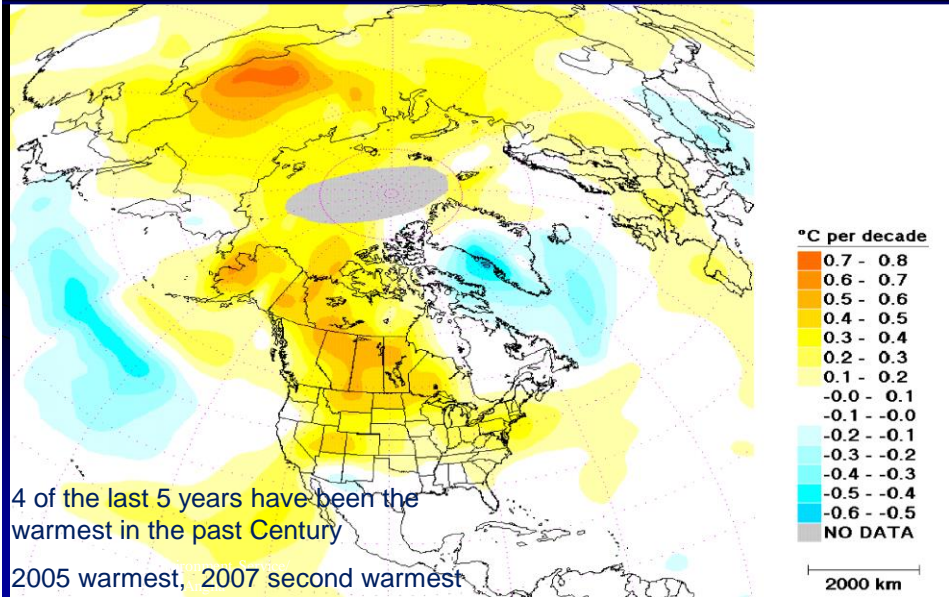 °C per decade
0.7 - 0.8
0.6 - 0.7
0.5 - 0.6
0.4 - 0.5
0.3 - 0.4
0.2 - 0.3
0.1 - 0.2
-0.0 - 0.1
-0.1 - -0.0
-0.2 - -0.1
-0.3 - -0.2
-0.4 - -0.3
-0.5 - -0.4
-0.6 - -0.5
NO DATA
2000 km
4 of the last 5 years have been the
warmest in the past Century
2005 warmest, 2007 second warmest